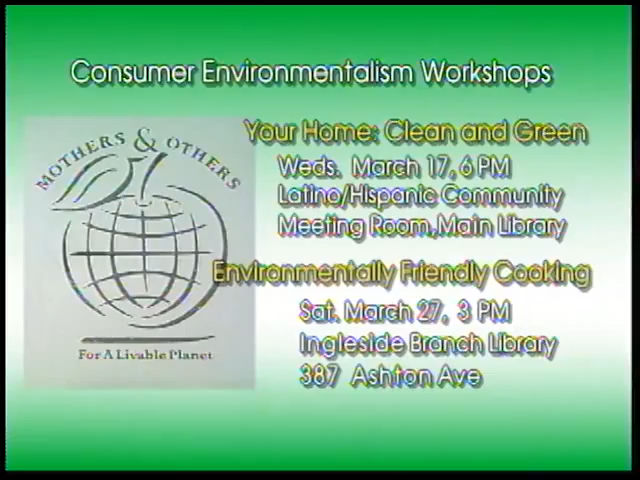 Consumer Environmentalism Workshops
MOTHERS & OTHERS
For A Livable Planet
Your Home: Clean and Green
Weds. March 17, 6 PM
Latino/Hispanic Community
Meeting Room, Main Library
Environmentally Friendly Cooking
Sat. March 27, 3 PM
Ingleside Branch Library
387 Ashton Ave